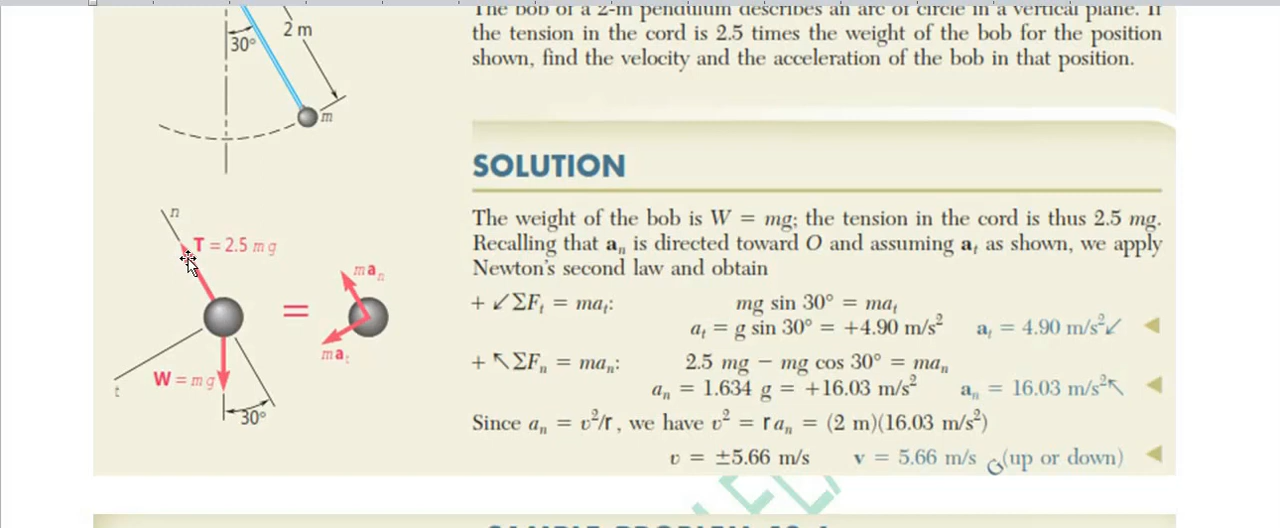 The bob of a 2-m pendulum describes an arc of circle in a vertical plane. If
the tension in the cord is 2.5 times the weight of the bob for the position
shown, find the velocity and the acceleration of the bob in that position.
30°
2 m
m
SOLUTION
The weight of the bob is W = mg; the tension in the cord is thus 2.5 mg.
Recalling that aₙ is directed toward O and assuming aₜ as shown, we apply
Newton's second law and obtain
+ ↙ΣFₜ = maₜ: mg sin 30° = maₜ
aₜ = g sin 30° = +4.90 m/s² aₜ = 4.90 m/s²↙
+ ↖ΣFₙ = maₙ: 2.5 mg − mg cos 30° = maₙ
aₙ = 1.634 g = +16.03 m/s² aₙ = 16.03 m/s²↖
Since aₙ = v²/r, we have v² = raₙ = (2 m)(16.03 m/s²)
v = ±5.66 m/s v = 5.66 m/s (up or down)
n
T = 2.5 mg
=
maₙ
maₜ
W = mg
t
30°